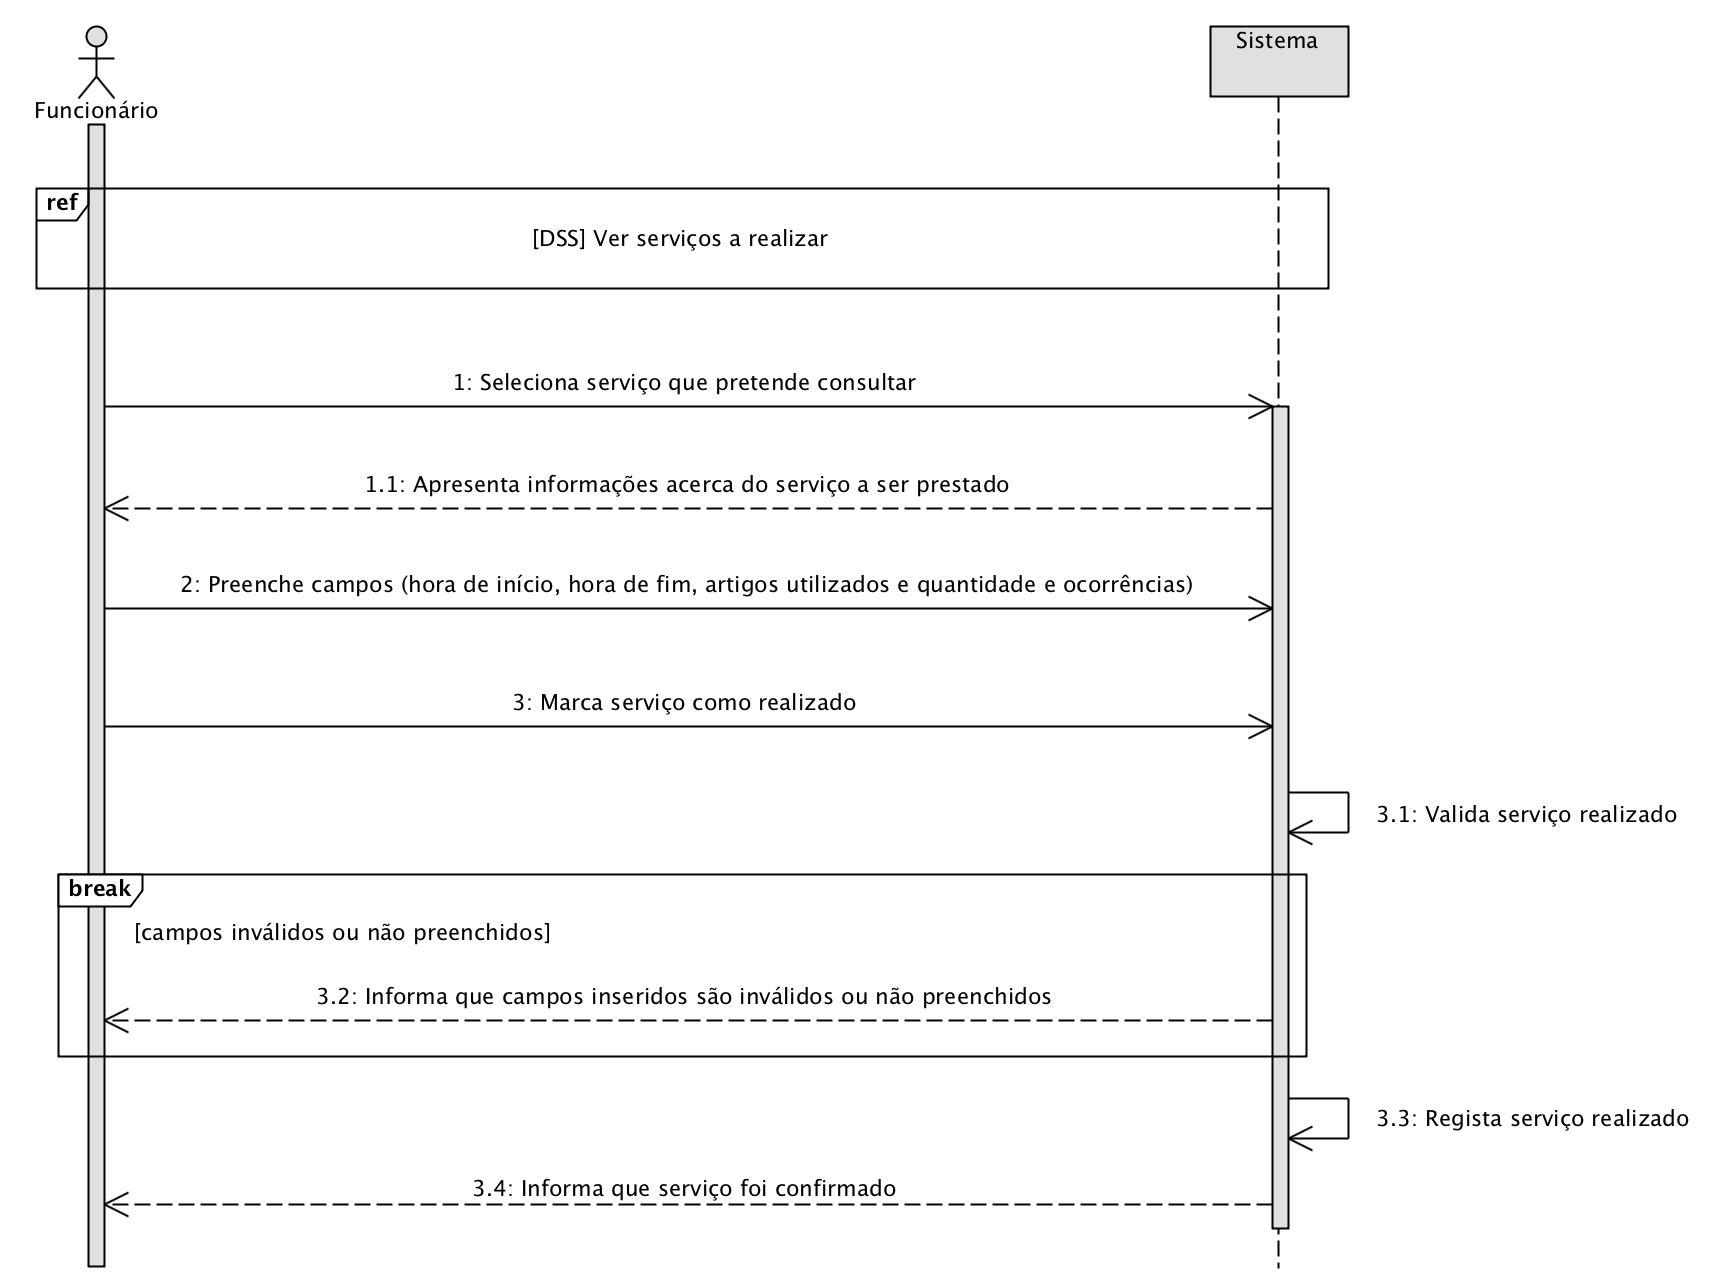 Funcionário
Sistema
ref
[DSS] Ver serviços a realizar
1: Seleciona serviço que pretende consultar
1.1: Apresenta informações acerca do serviço a ser prestado
2: Preenche campos (hora de início, hora de fim, artigos utilizados e quantidade e ocorrências)
3: Marca serviço como realizado
3.1: Valida serviço realizado
break
[campos inválidos ou não preenchidos]
3.2: Informa que campos inseridos são inválidos ou não preenchidos
3.3: Regista serviço realizado
3.4: Informa que serviço foi confirmado